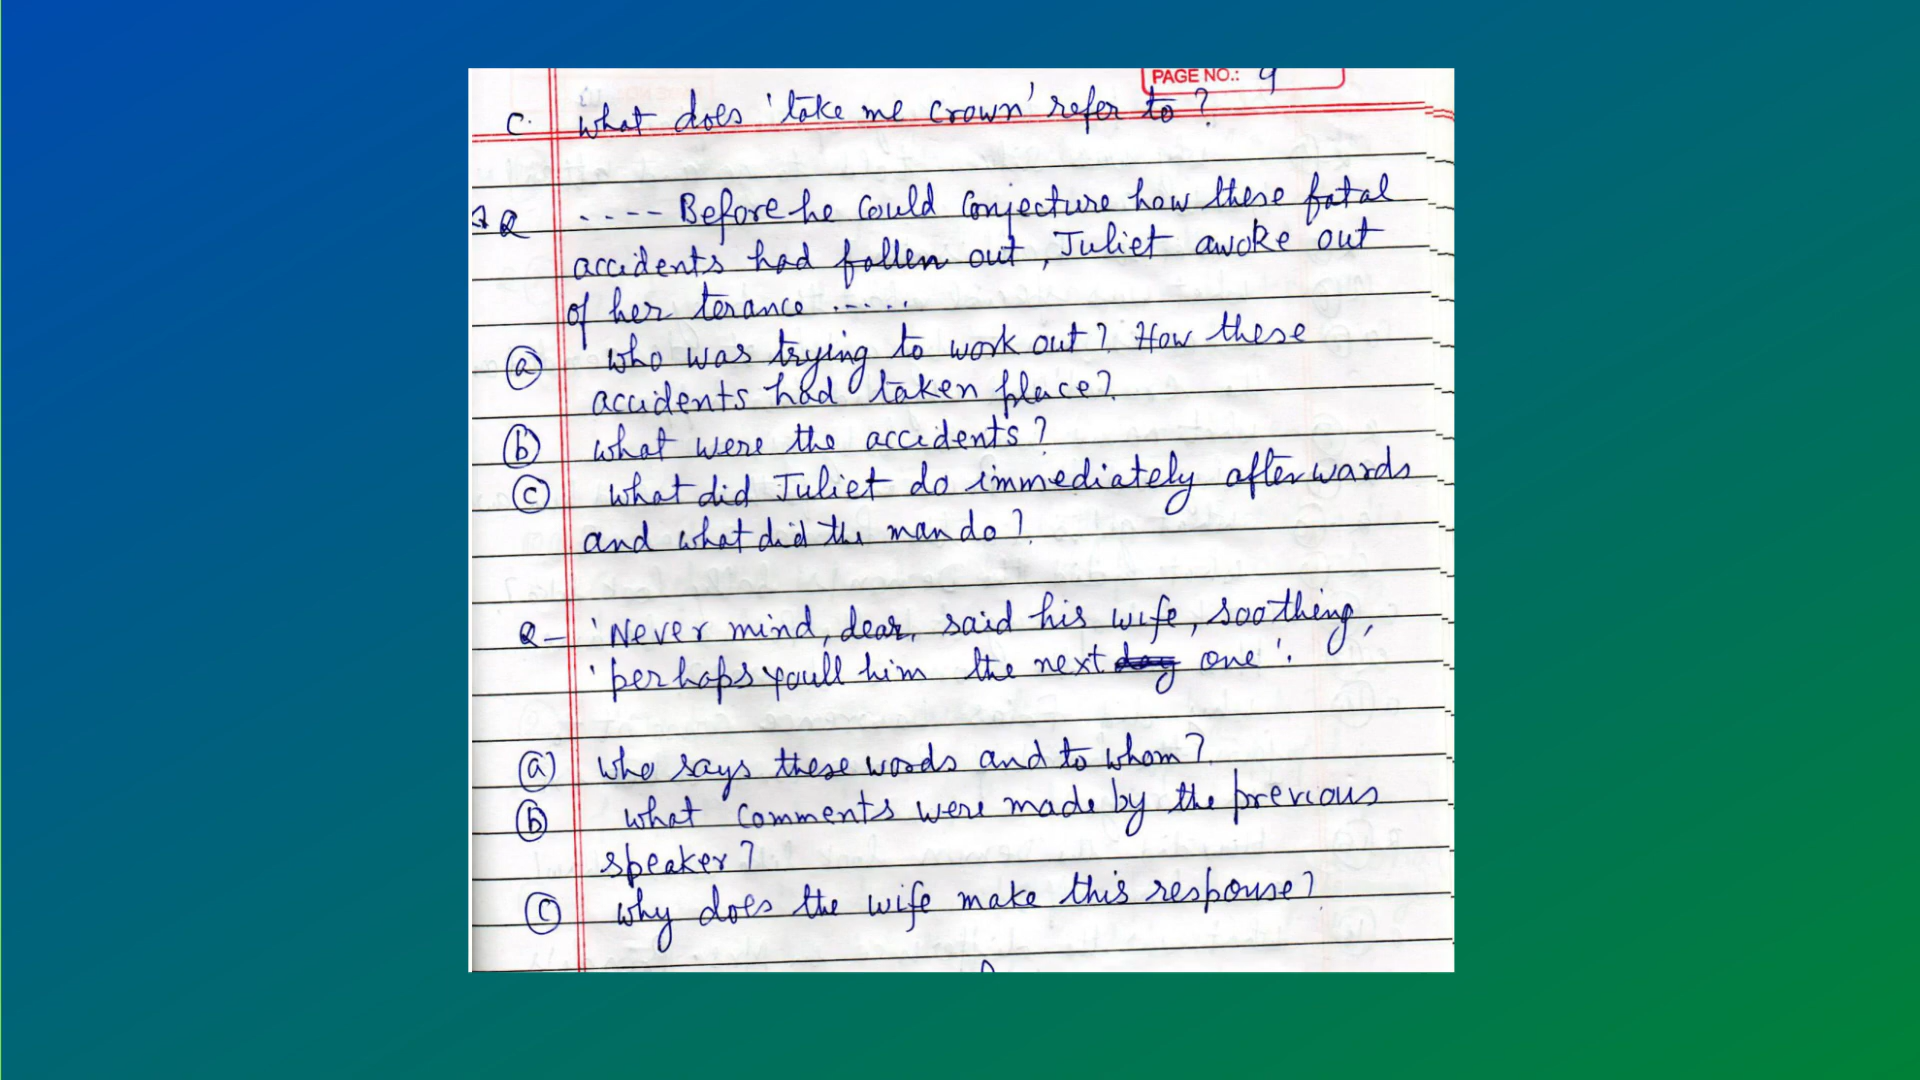 PAGE NO.: 9
C. What does 'take me crown' refer to?
Q .... Before he could conjecture how these fatal
accidents had fallen out, Juliet awoke out
of her terance .....
(a) who was trying to work out? How these
accidents had taken place?
(b) what were the accidents?
(c) what did Juliet do immediately afterwards
and what did the man do?
Q- 'Never mind, dear, said his wife, soothing,
'perhaps youll him the next one'.
(a) who says these words and to whom?
(b) what comments were made by the previous
speaker?
(c) why does the wife make this response?